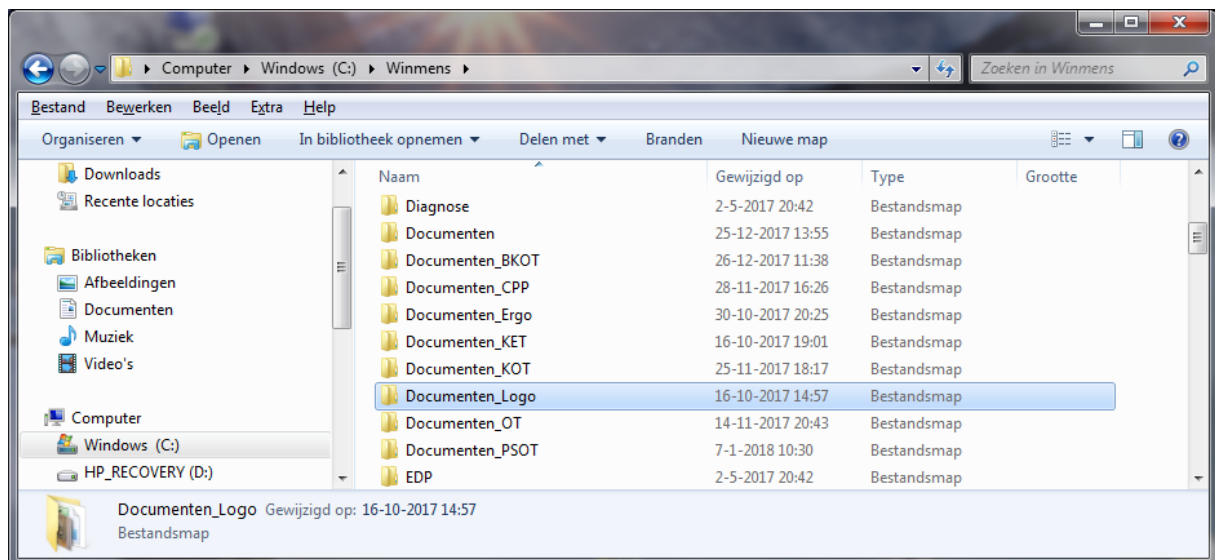 Computer Windows (C:) Winmens Zoeken in Winmens
Bestand Bewerken Beeld Extra Help
Organiseren Openen In bibliotheek opnemen Delen met Branden Nieuwe map
Downloads
Recente locaties
Bibliotheken
Afbeeldingen
Documenten
Muziek
Video's
Computer
Windows (C:)
HP_RECOVERY (D:)
Naam Gewijzigd op Type Grootte
Diagnose 2-5-2017 20:42 Bestandsmap
Documenten 25-12-2017 13:55 Bestandsmap
Documenten_BKOT 26-12-2017 11:38 Bestandsmap
Documenten_CPP 28-11-2017 16:26 Bestandsmap
Documenten_Ergo 30-10-2017 20:25 Bestandsmap
Documenten_KET 16-10-2017 19:01 Bestandsmap
Documenten_KOT 25-11-2017 18:17 Bestandsmap
Documenten_Logo 16-10-2017 14:57 Bestandsmap
Documenten_OT 14-11-2017 20:43 Bestandsmap
Documenten_PSOT 7-1-2018 10:30 Bestandsmap
EDP 2-5-2017 20:42 Bestandsmap
Documenten_Logo Gewijzigd op: 16-10-2017 14:57
Bestandsmap